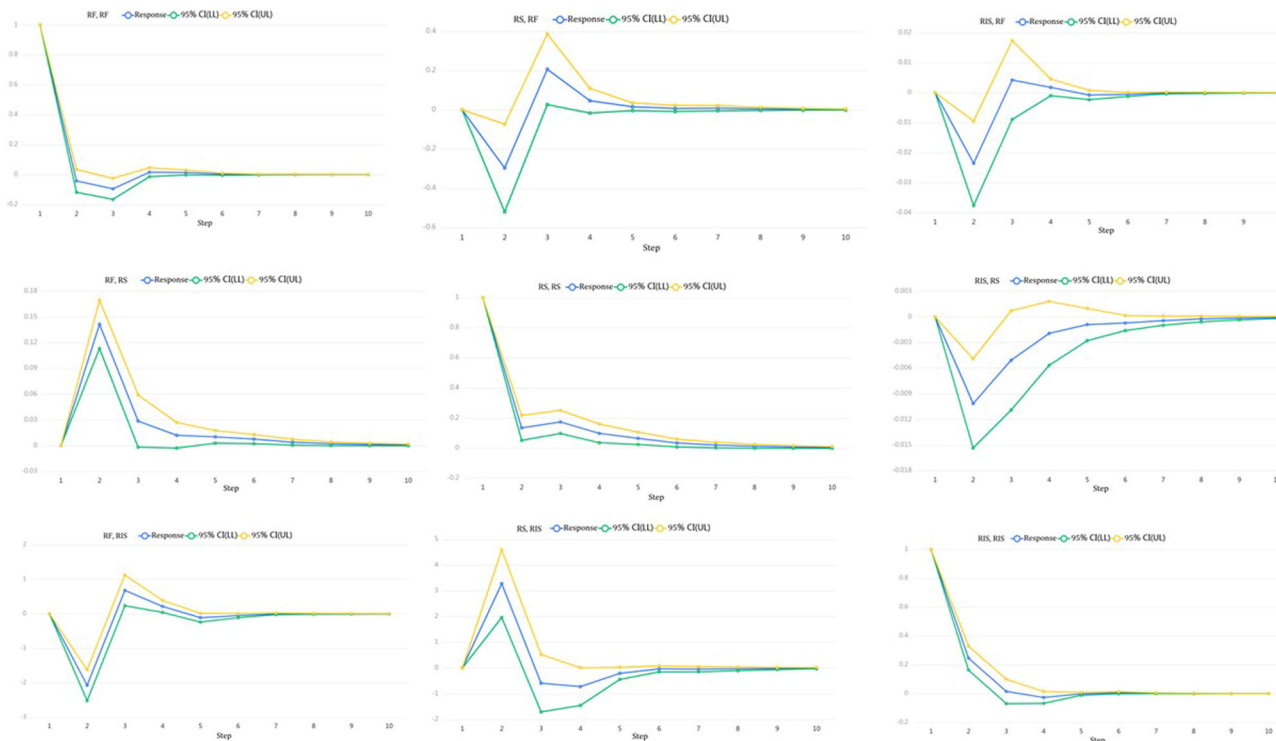 RF, RF Response 95% CI(LL) 95% CI(UL)
1
0.8
0.6
0.4
0.2
0
-0.2
1 2 3 4 5 6 7 8 9 10
Step
RS, RF Response 95% CI(LL) 95% CI(UL)
0.4
0.2
0
-0.2
-0.4
-0.6
1 2 3 4 5 6 7 8 9 10
Step
RIS, RF Response 95% CI(LL) 95% CI(UL)
0.02
0.01
0
-0.01
-0.02
-0.03
-0.04
1 2 3 4 5 6 7 8 9
Step
RF, RS Response 95% CI(LL) 95% CI(UL)
0.18
0.15
0.12
0.09
0.06
0.03
0
-0.03
1 2 3 4 5 6 7 8 9 10
Step
RS, RS Response 95% CI(LL) 95% CI(UL)
1
0.8
0.6
0.4
0.2
0
-0.2
1 2 3 4 5 6 7 8 9 10
Step
RIS, RS Response 95% CI(LL) 95% CI(UL)
0.003
0
-0.003
-0.006
-0.009
-0.012
-0.015
-0.018
1 2 3 4 5 6 7 8 9 1
Step
RF, RIS Response 95% CI(LL) 95% CI(UL)
2
1
0
-1
-2
-3
1 2 3 4 5 6 7 8 9 10
RS, RIS Response 95% CI(LL) 95% CI(UL)
5
4
3
2
1
0
-1
-2
1 2 3 4 5 6 7 8 9 10
Step
RIS, RIS Response 95% CI(LL) 95% CI(UL)
1
0.8
0.6
0.4
0.2
0
-0.2
1 2 3 4 5 6 7 8 9 10
Step